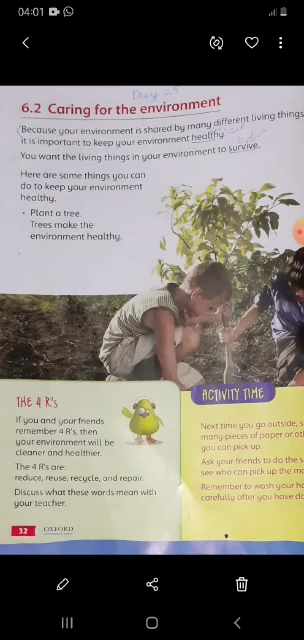 04:01
6.2 Caring for the environment
Because your environment is shared by many different living things
it is important to keep your environment healthy.
You want the living things in your environment to survive.
Here are some things you can
do to keep your environment
healthy.
• Plant a tree.
Trees make the
environment healthy.
THE 4 R's
If you and your friends
remember 4 R's, then
your environment will be
cleaner and healthier.
The 4 R's are:
reduce, reuse, recycle, and repair.
Discuss what these words mean with
your teacher.
ACTIVITY TIME
Next time you go outside, s
many pieces of paper or ot
you can pick up.
Ask your friends to do the s
see who can pick up the mo
Remember to wash your ha
carefully after you have do
32 OXFORD